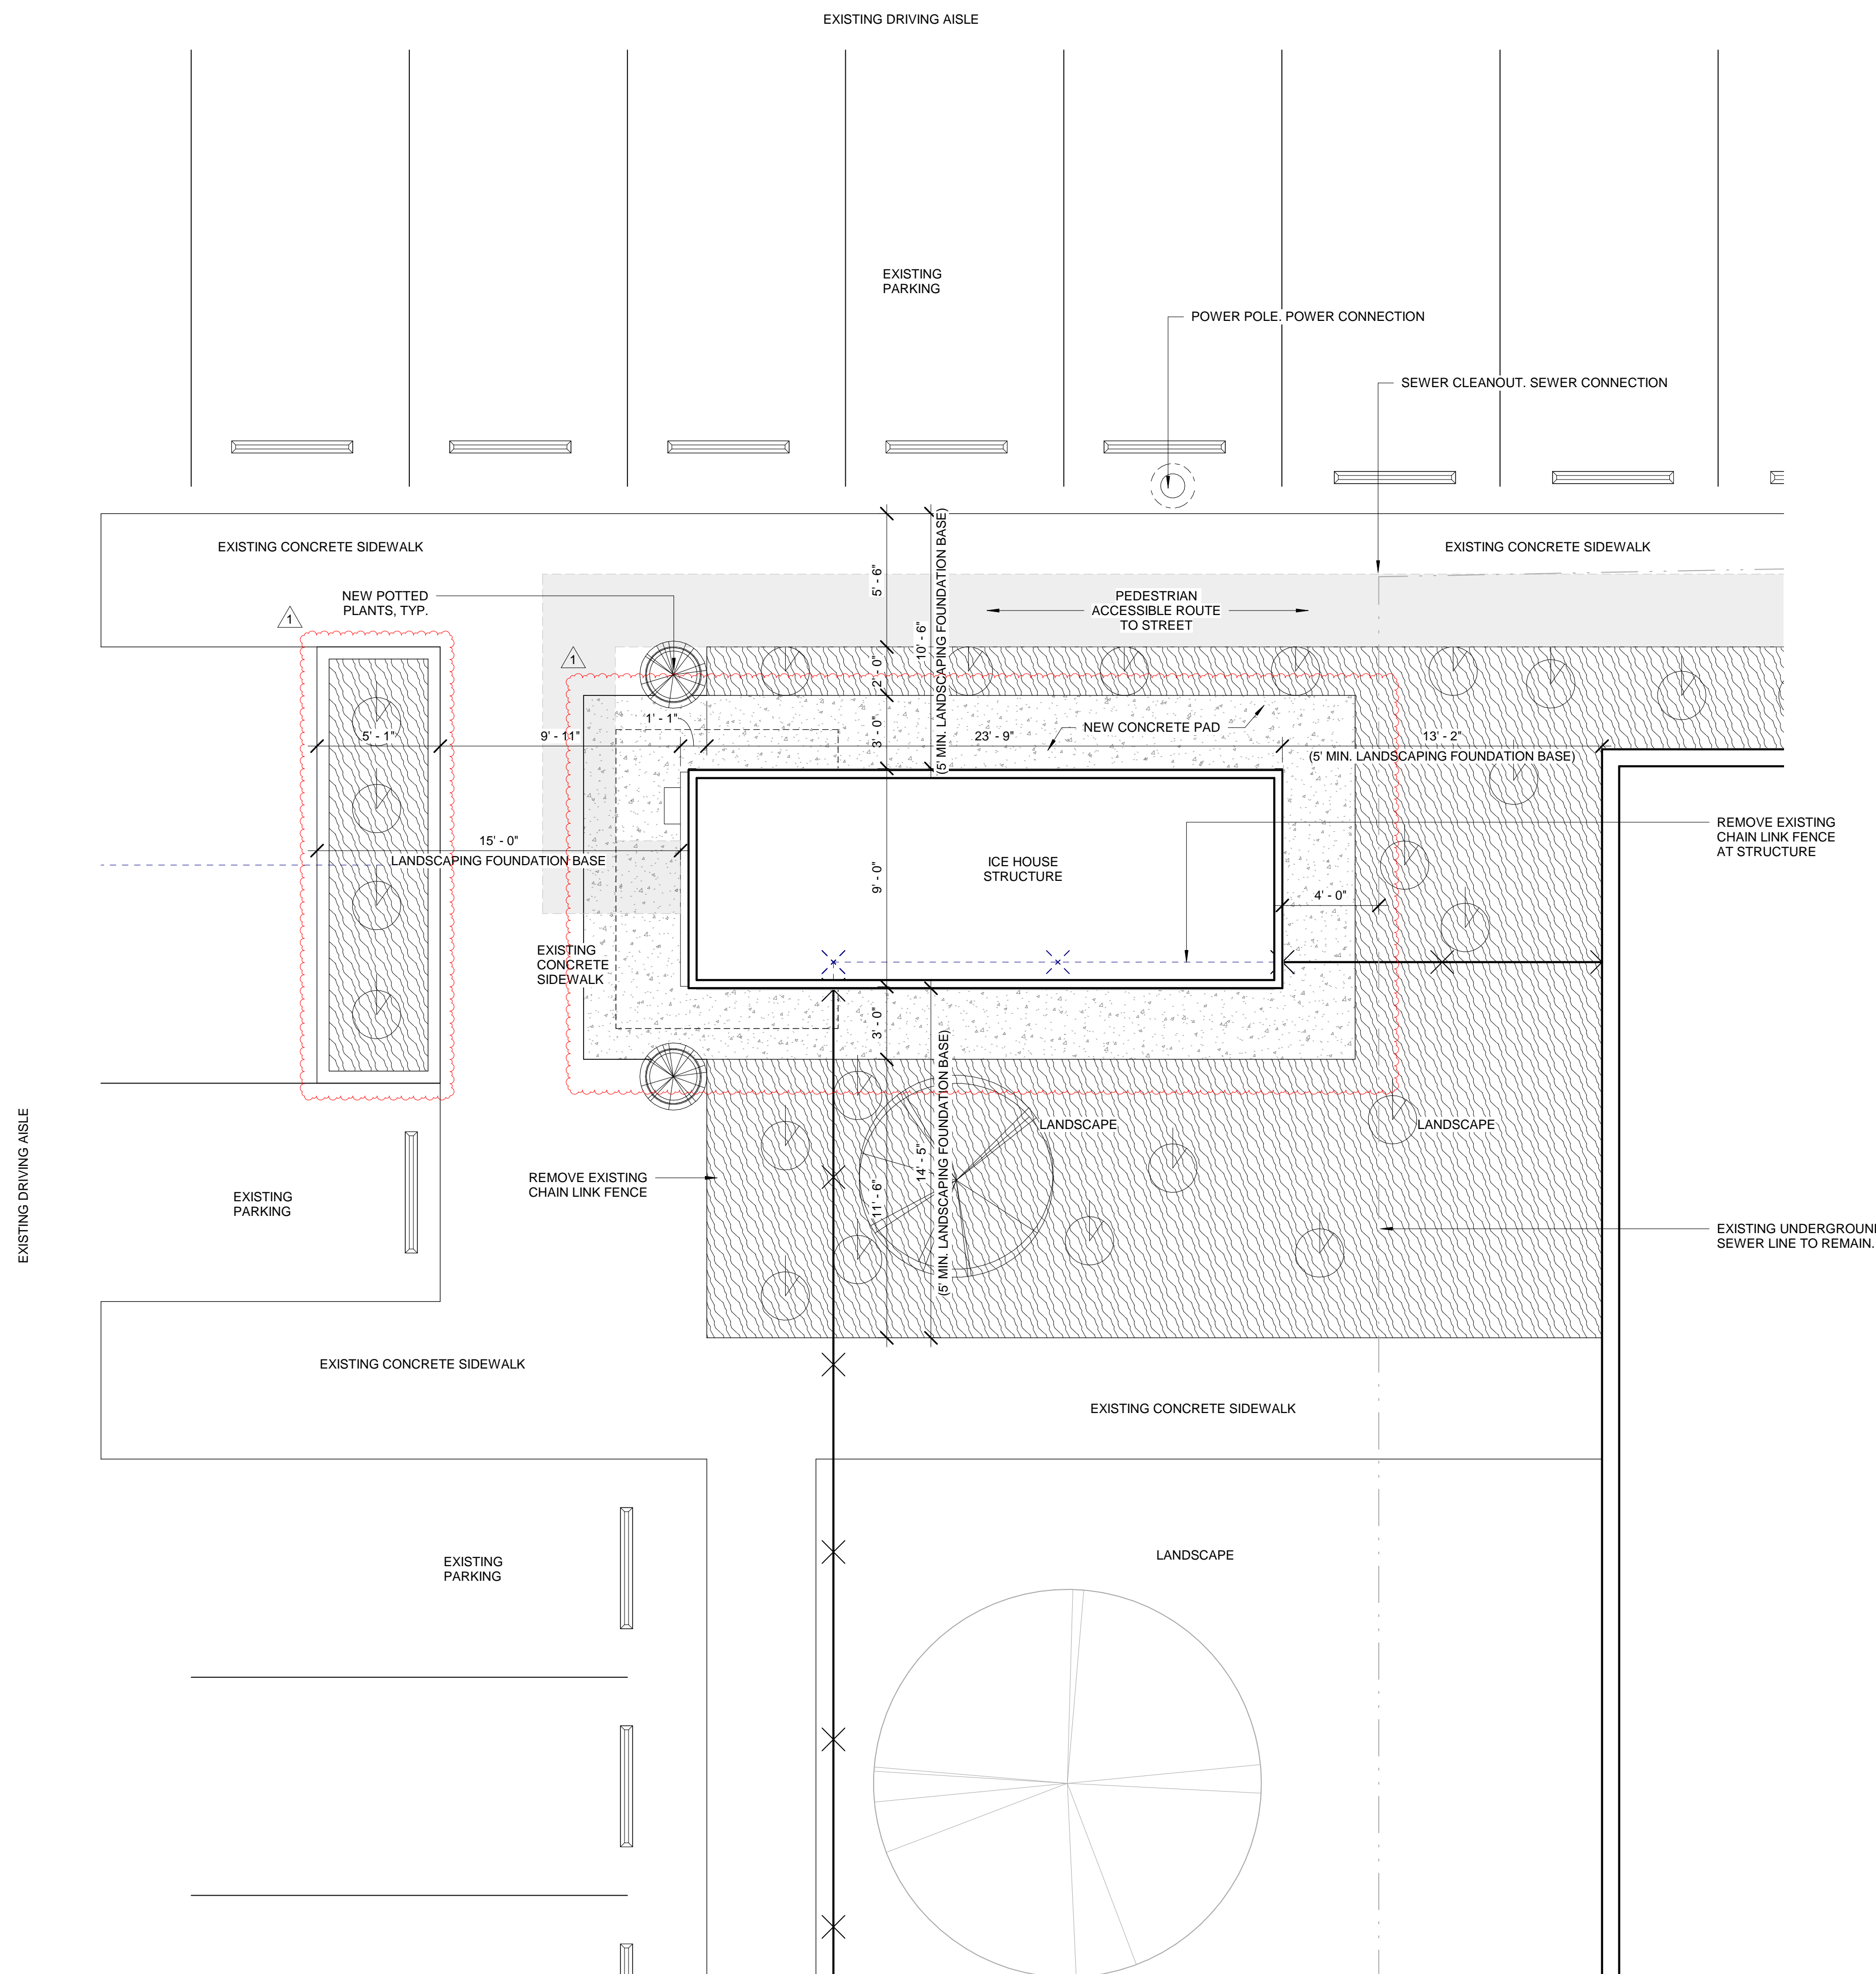 EXISTING DRIVING AISLE
EXISTING
PARKING
POWER POLE. POWER CONNECTION
SEWER CLEANOUT. SEWER CONNECTION
EXISTING CONCRETE SIDEWALK
EXISTING CONCRETE SIDEWALK
5' - 6"
(5' MIN. LANDSCAPING FOUNDATION BASE)
10' - 6"
NEW POTTED
PLANTS, TYP.
PEDESTRIAN
ACCESSIBLE ROUTE
TO STREET
1
1
2' - 0"
1' - 1"
NEW CONCRETE PAD
3' - 0"
5' - 1"
9' - 11"
23' - 9"
13' - 2"
(5' MIN. LANDSCAPING FOUNDATION BASE)
REMOVE EXISTING
CHAIN LINK FENCE
AT STRUCTURE
15' - 0"
LANDSCAPING FOUNDATION BASE
ICE HOUSE
STRUCTURE
9' - 0"
4' - 0"
EXISTING
CONCRETE
SIDEWALK
3' - 0"
(5' MIN. LANDSCAPING FOUNDATION BASE)
LANDSCAPE
LANDSCAPE
14' - 5"
11' - 6"
REMOVE EXISTING
CHAIN LINK FENCE
EXISTING DRIVING AISLE
EXISTING
PARKING
EXISTING UNDERGROUN
SEWER LINE TO REMAIN.
EXISTING CONCRETE SIDEWALK
EXISTING CONCRETE SIDEWALK
EXISTING
PARKING
LANDSCAPE